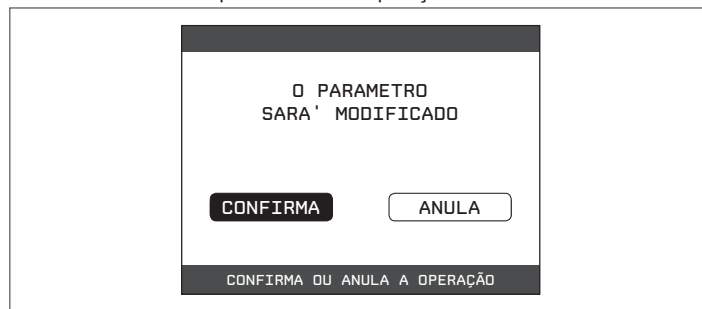 O PARAMETRO
SARA' MODIFICADO
CONFIRMA ANULA
CONFIRMA OU ANULA A OPERAÇÃO